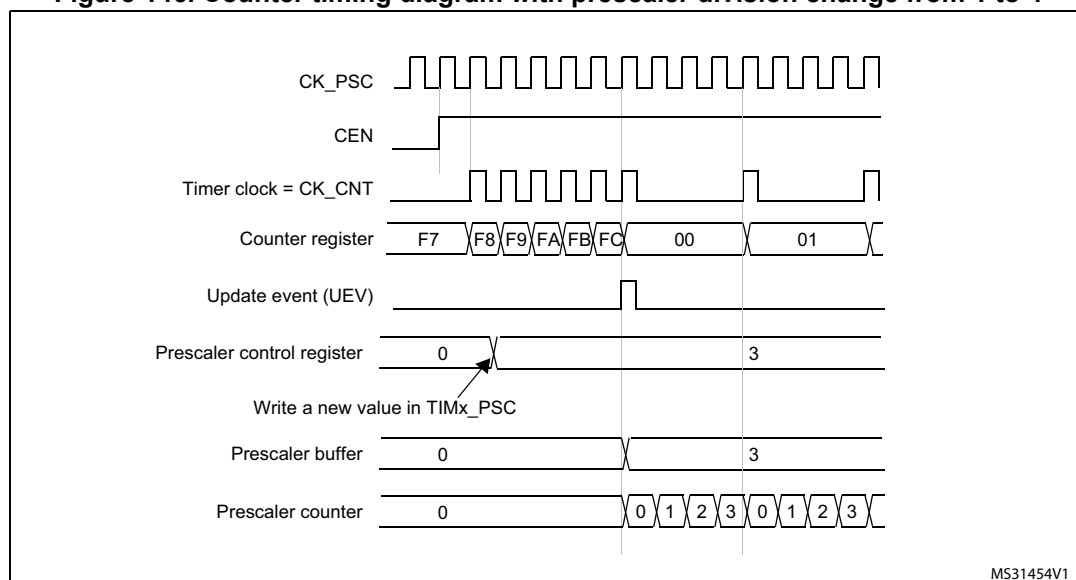 Figure 140. Counter timing diagram with prescaler division change from 1 to 4
CK_PSC
CEN
Timer clock = CK_CNT
Counter register F7 F8 F9 FA FB FC 00 01
Update event (UEV)
Prescaler control register 0 3
Write a new value in TIMx_PSC
Prescaler buffer 0 3
Prescaler counter 0 0 1 2 3 0 1 2 3
MS31454V1